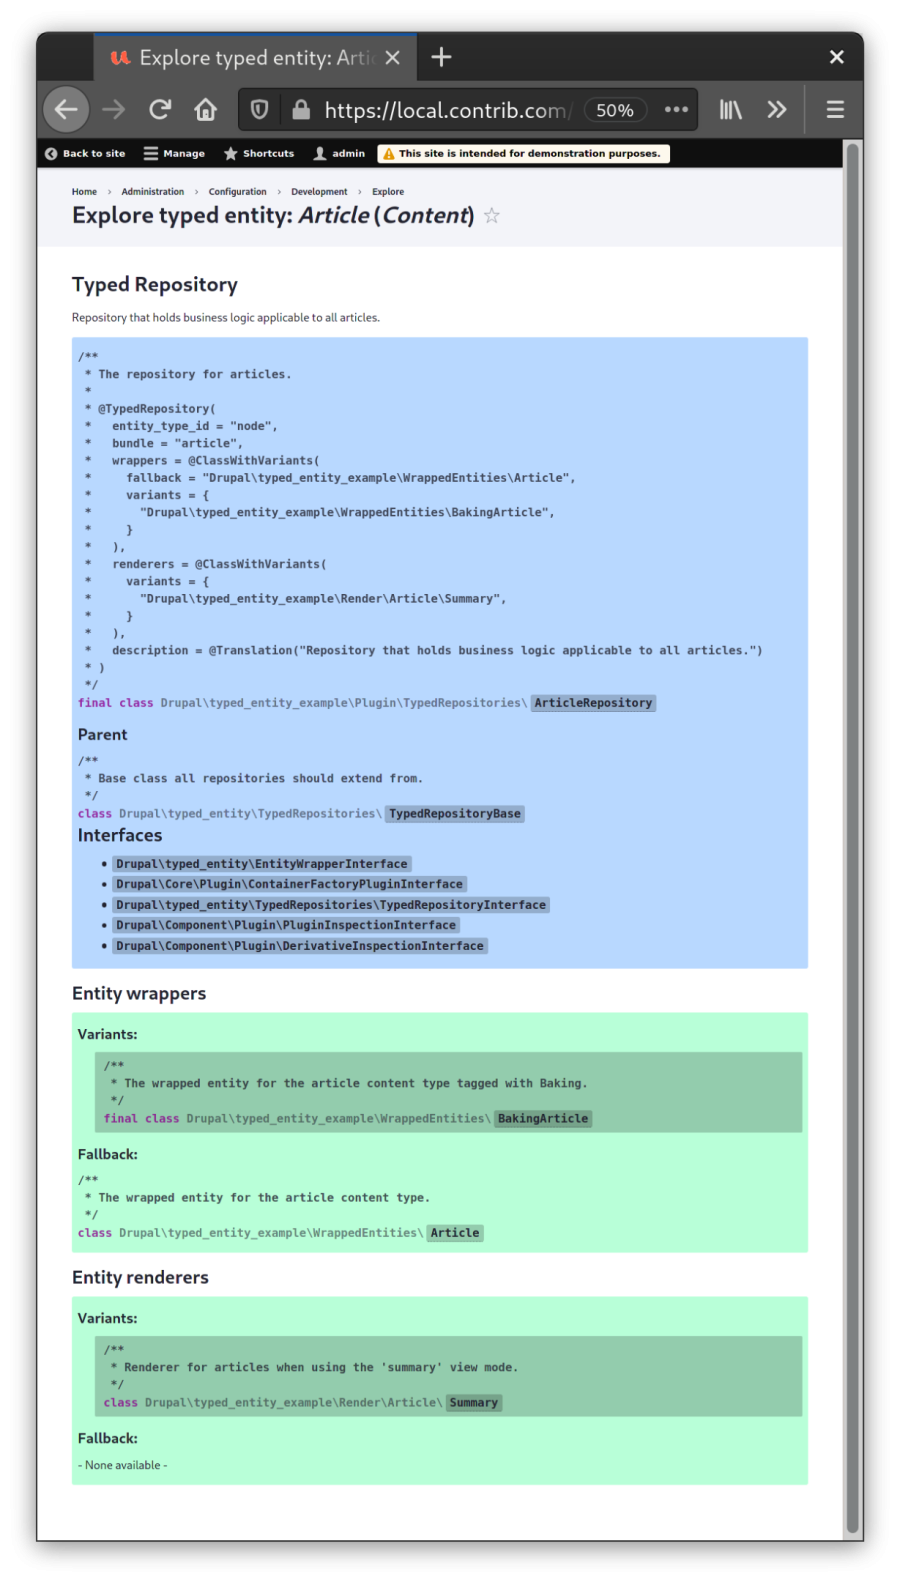 Explore typed entity: Artic
https://local.contrib.com/ 50%
Back to site Manage Shortcuts admin This site is intended for demonstration purposes.
Home › Administration › Configuration › Development › Explore
Explore typed entity: Article (Content)
Typed Repository
Repository that holds business logic applicable to all articles.
/**
 * The repository for articles.
 *
 * @TypedRepository(
 *   entity_type_id = "node",
 *   bundle = "article",
 *   wrappers = @ClassWithVariants(
 *     fallback = "Drupal\typed_entity_example\WrappedEntities\Article",
 *     variants = {
 *       "Drupal\typed_entity_example\WrappedEntities\BakingArticle",
 *     }
 *   ),
 *   renderers = @ClassWithVariants(
 *     variants = {
 *       "Drupal\typed_entity_example\Render\Article\Summary",
 *     }
 *   ),
 *   description = @Translation("Repository that holds business logic applicable to all articles.")
 * )
 */
final class Drupal\typed_entity_example\Plugin\TypedRepositories\ ArticleRepository
Parent
/**
 * Base class all repositories should extend from.
 */
class Drupal\typed_entity\TypedRepositories\ TypedRepositoryBase
Interfaces
• Drupal\typed_entity\EntityWrapperInterface
• Drupal\Core\Plugin\ContainerFactoryPluginInterface
• Drupal\typed_entity\TypedRepositories\TypedRepositoryInterface
• Drupal\Component\Plugin\PluginInspectionInterface
• Drupal\Component\Plugin\DerivativeInspectionInterface
Entity wrappers
Variants:
/**
 * The wrapped entity for the article content type tagged with Baking.
 */
final class Drupal\typed_entity_example\WrappedEntities\ BakingArticle
Fallback:
/**
 * The wrapped entity for the article content type.
 */
class Drupal\typed_entity_example\WrappedEntities\ Article
Entity renderers
Variants:
/**
 * Renderer for articles when using the 'summary' view mode.
 */
class Drupal\typed_entity_example\Render\Article\ Summary
Fallback:
- None available -